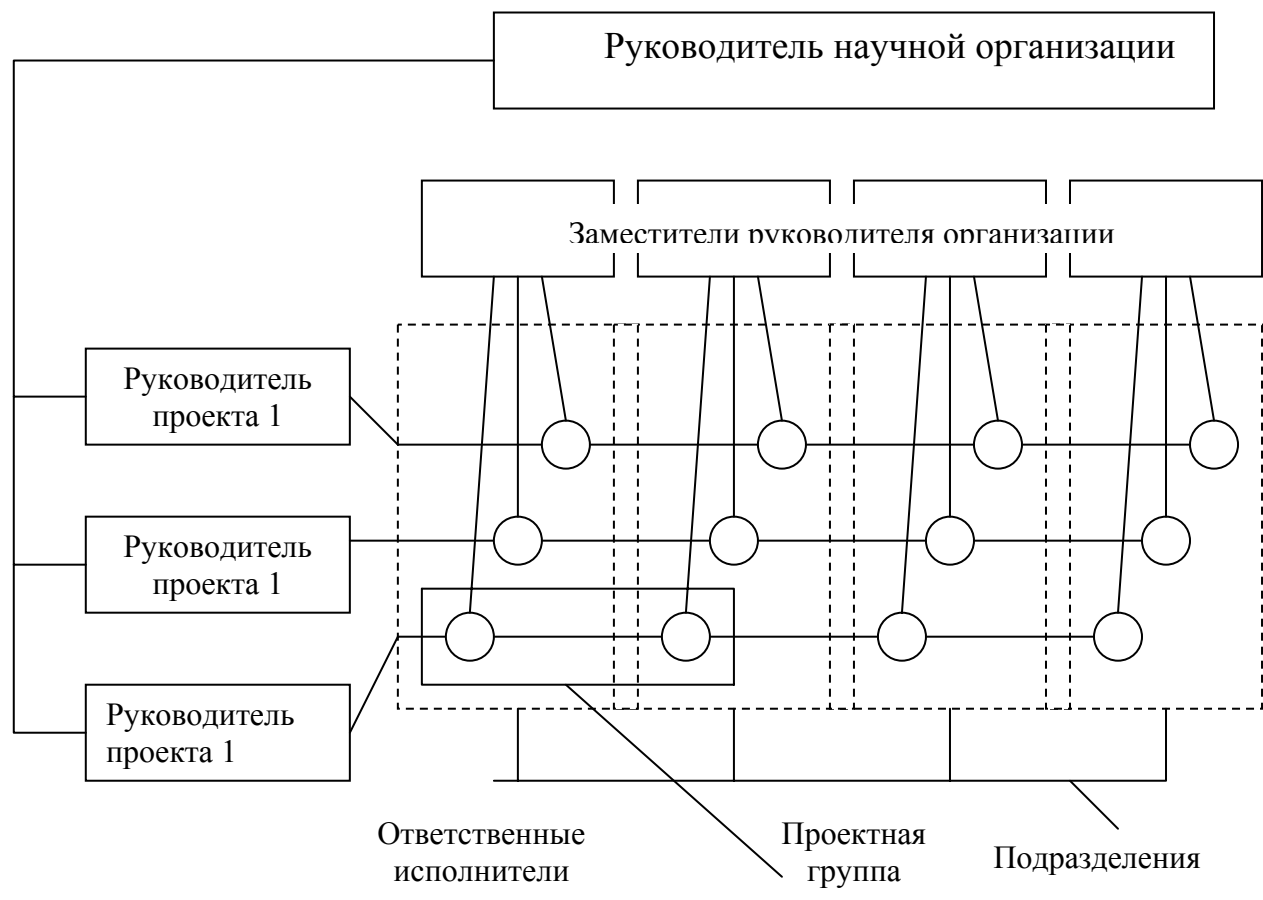 Руководитель научной организации
Заместители руководителя организации
Руководитель
проекта 1
Руководитель
проекта 1
Руководитель
проекта 1
Ответственные
исполнители
Проектная
группа
Подразделения